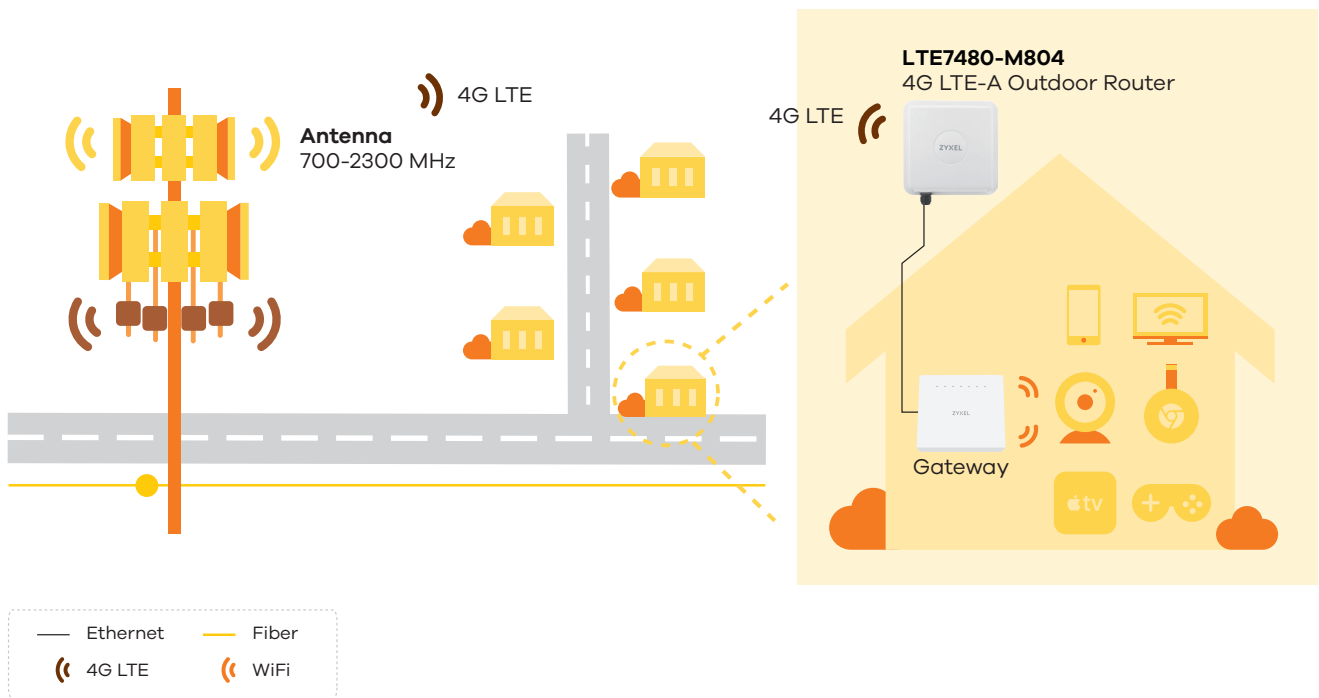 LTE7480-M804
4G LTE-A Outdoor Router
4G LTE
4G LTE
Antenna
700-2300 MHz
ZYXEL
ZYXEL
Gateway
tv
Ethernet
Fiber
4G LTE
WiFi